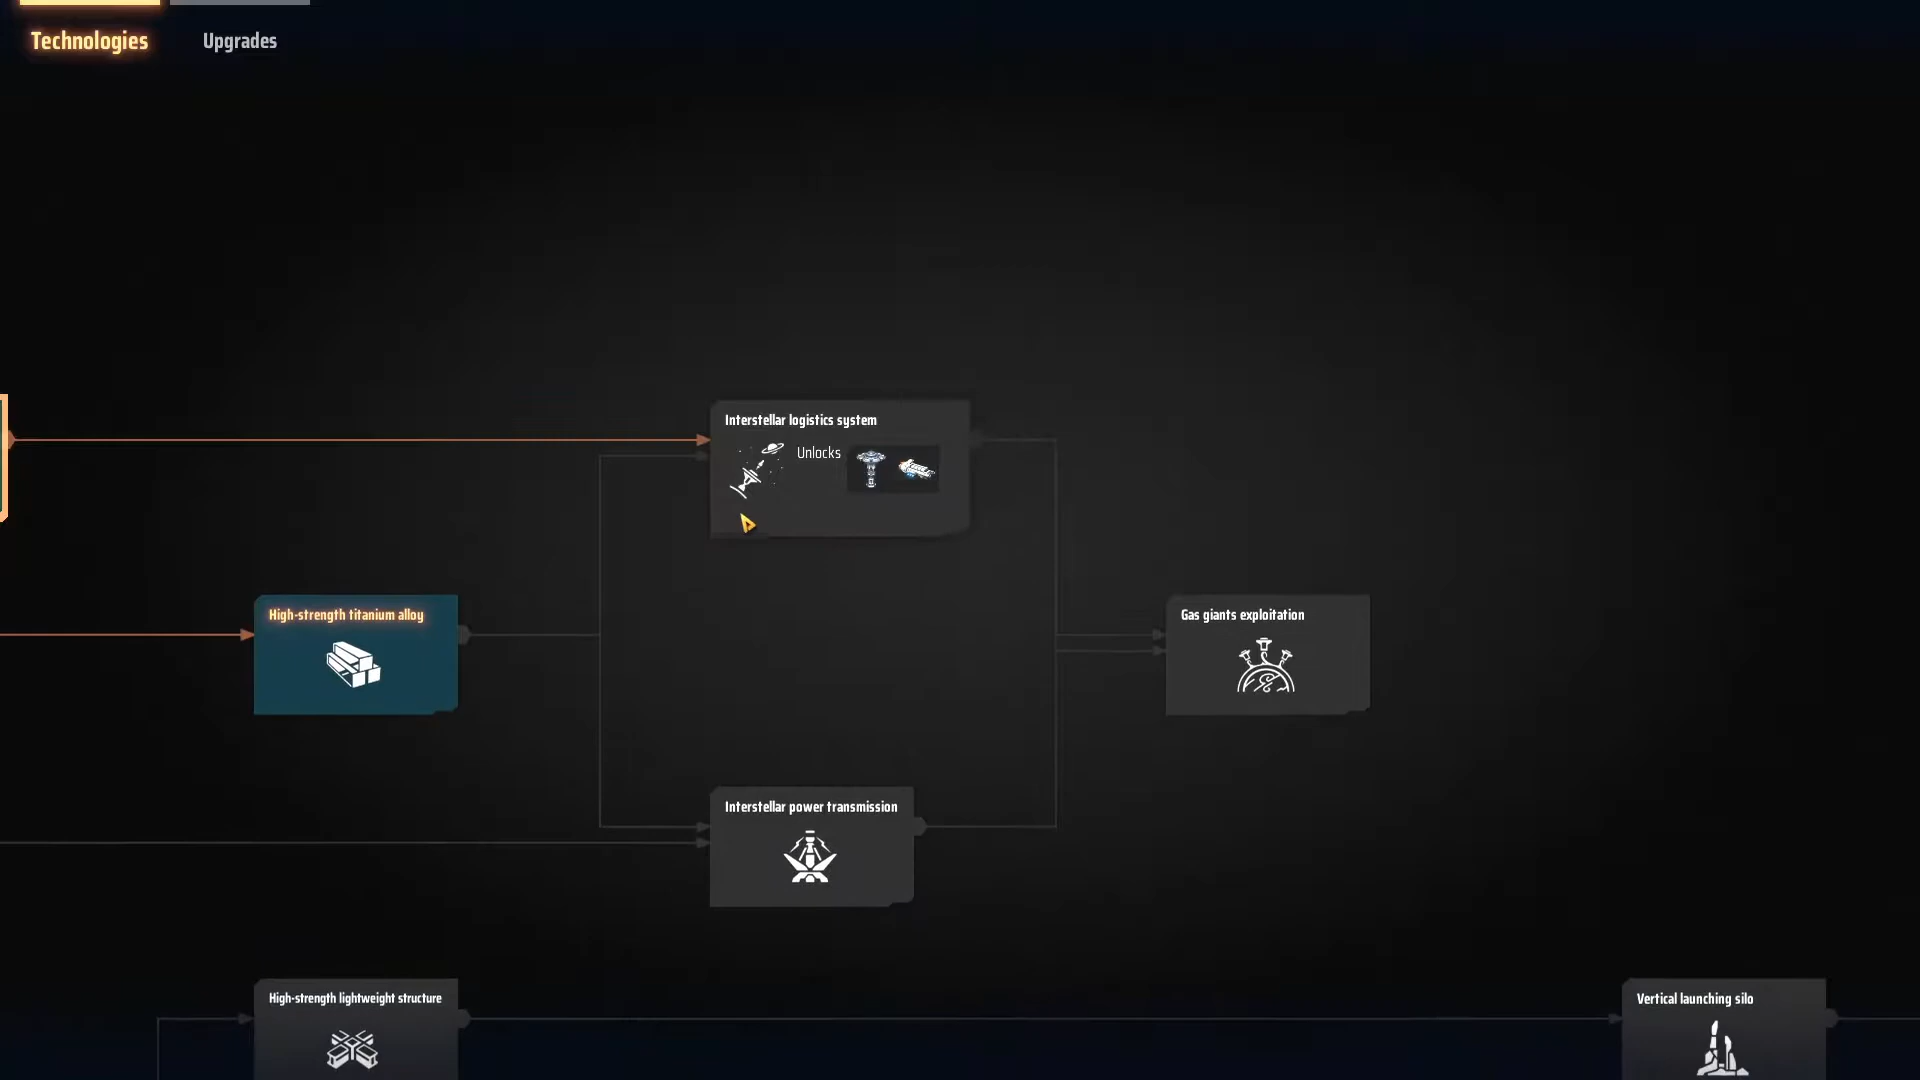 Technologies
Upgrades
Interstellar logistics system
Unlocks
High-strength titanium alloy
Gas giants exploitation
Interstellar power transmission
High-strength lightweight structure
Vertical launching silo